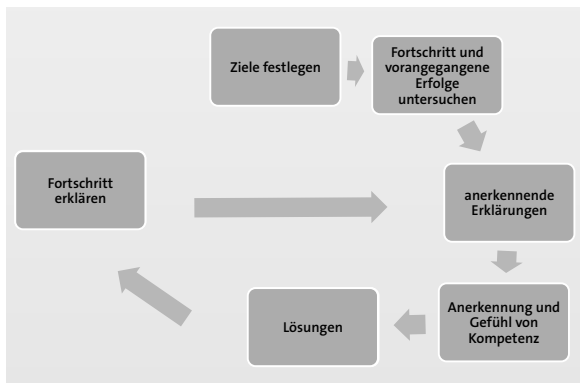 Ziele festlegen
Fortschritt und
vorangegangene
Erfolge
untersuchen
anerkennende
Erklärungen
Anerkennung und
Gefühl von
Kompetenz
Lösungen
Fortschritt
erklären